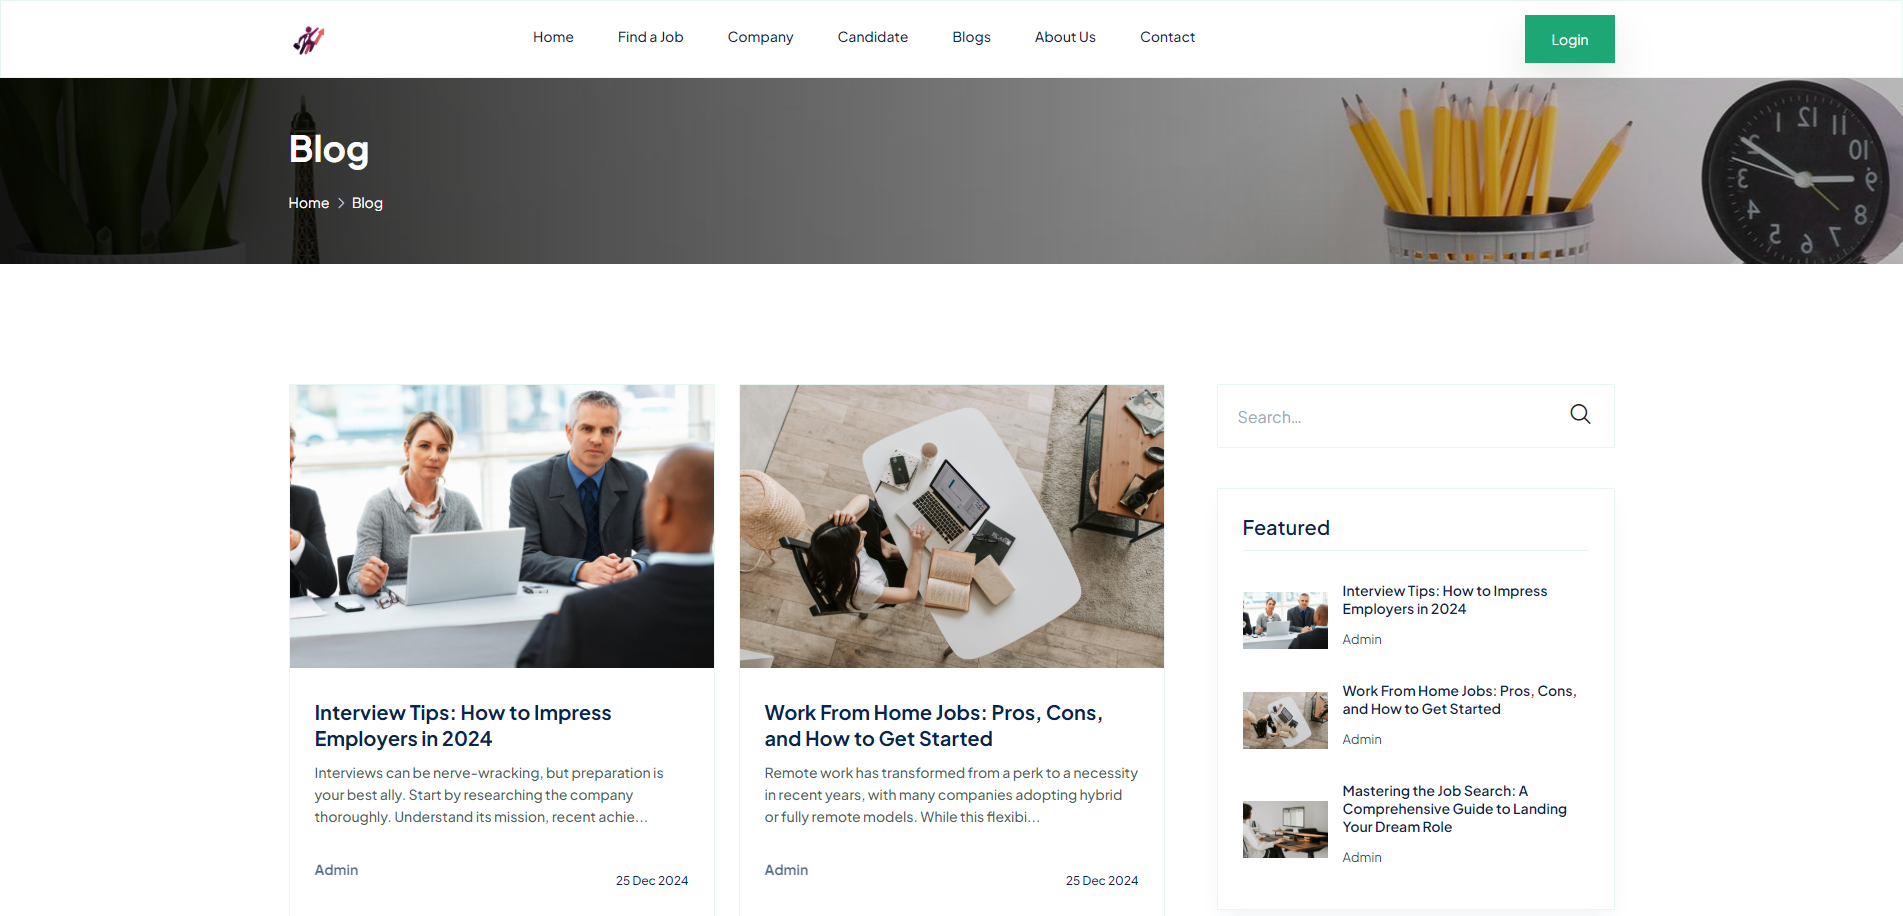 Home
Find a Job
Company
Candidate
Blogs
About Us
Contact
Login
Blog
Home > Blog
Interview Tips: How to Impress
Employers in 2024
Interviews can be nerve-wracking, but preparation is
your best ally. Start by researching the company
thoroughly. Understand its mission, recent achie...
Admin
25 Dec 2024
Work From Home Jobs: Pros, Cons,
and How to Get Started
Remote work has transformed from a perk to a necessity
in recent years, with many companies adopting hybrid
or fully remote models. While this flexibi...
Admin
25 Dec 2024
Search...
Featured
Interview Tips: How to Impress
Employers in 2024
Admin
Work From Home Jobs: Pros, Cons,
and How to Get Started
Admin
Mastering the Job Search: A
Comprehensive Guide to Landing
Your Dream Role
Admin